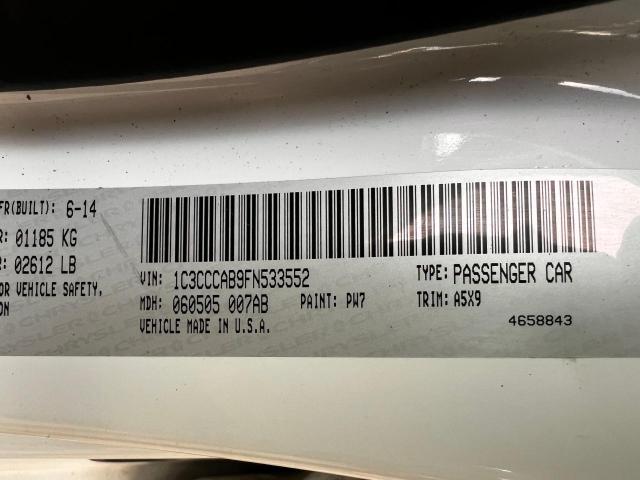 FR(BUILT): 6-14
R: 01185 KG
R: 02612 LB
OR VEHICLE SAFETY,
ON
VIN: 1C3CCCAB9FN533552 TYPE: PASSENGER CAR
MDH: 060505 007AB PAINT: PW7 TRIM: A5X9
VEHICLE MADE IN U.S.A. 4658843